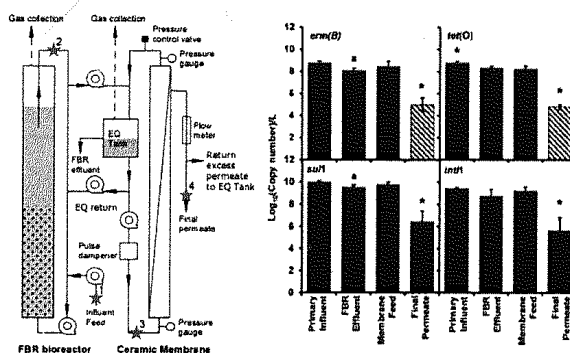 Gas collection
Gas collection
Pressure control valve
Pressure gauge
2
EQ Tank
Flow meter
FBR effluent
Return excess permeate to EQ Tank
4
EQ return
Final permeate
Pulse dampener
Influent Feed
3
Pressure gauge
FBR bioreactor
Ceramic Membrane
Log10(Copy number)/L
12
10
8
6
4
2
0
12
10
8
6
4
2
0
erm(B)
*
tet(O)
*
*
sul1
*
*
intI1
*
Primary Influent
FBR Effluent
Membrane Feed
Final Permeate
Primary Influent
FBR Effluent
Membrane Feed
Final Permeate